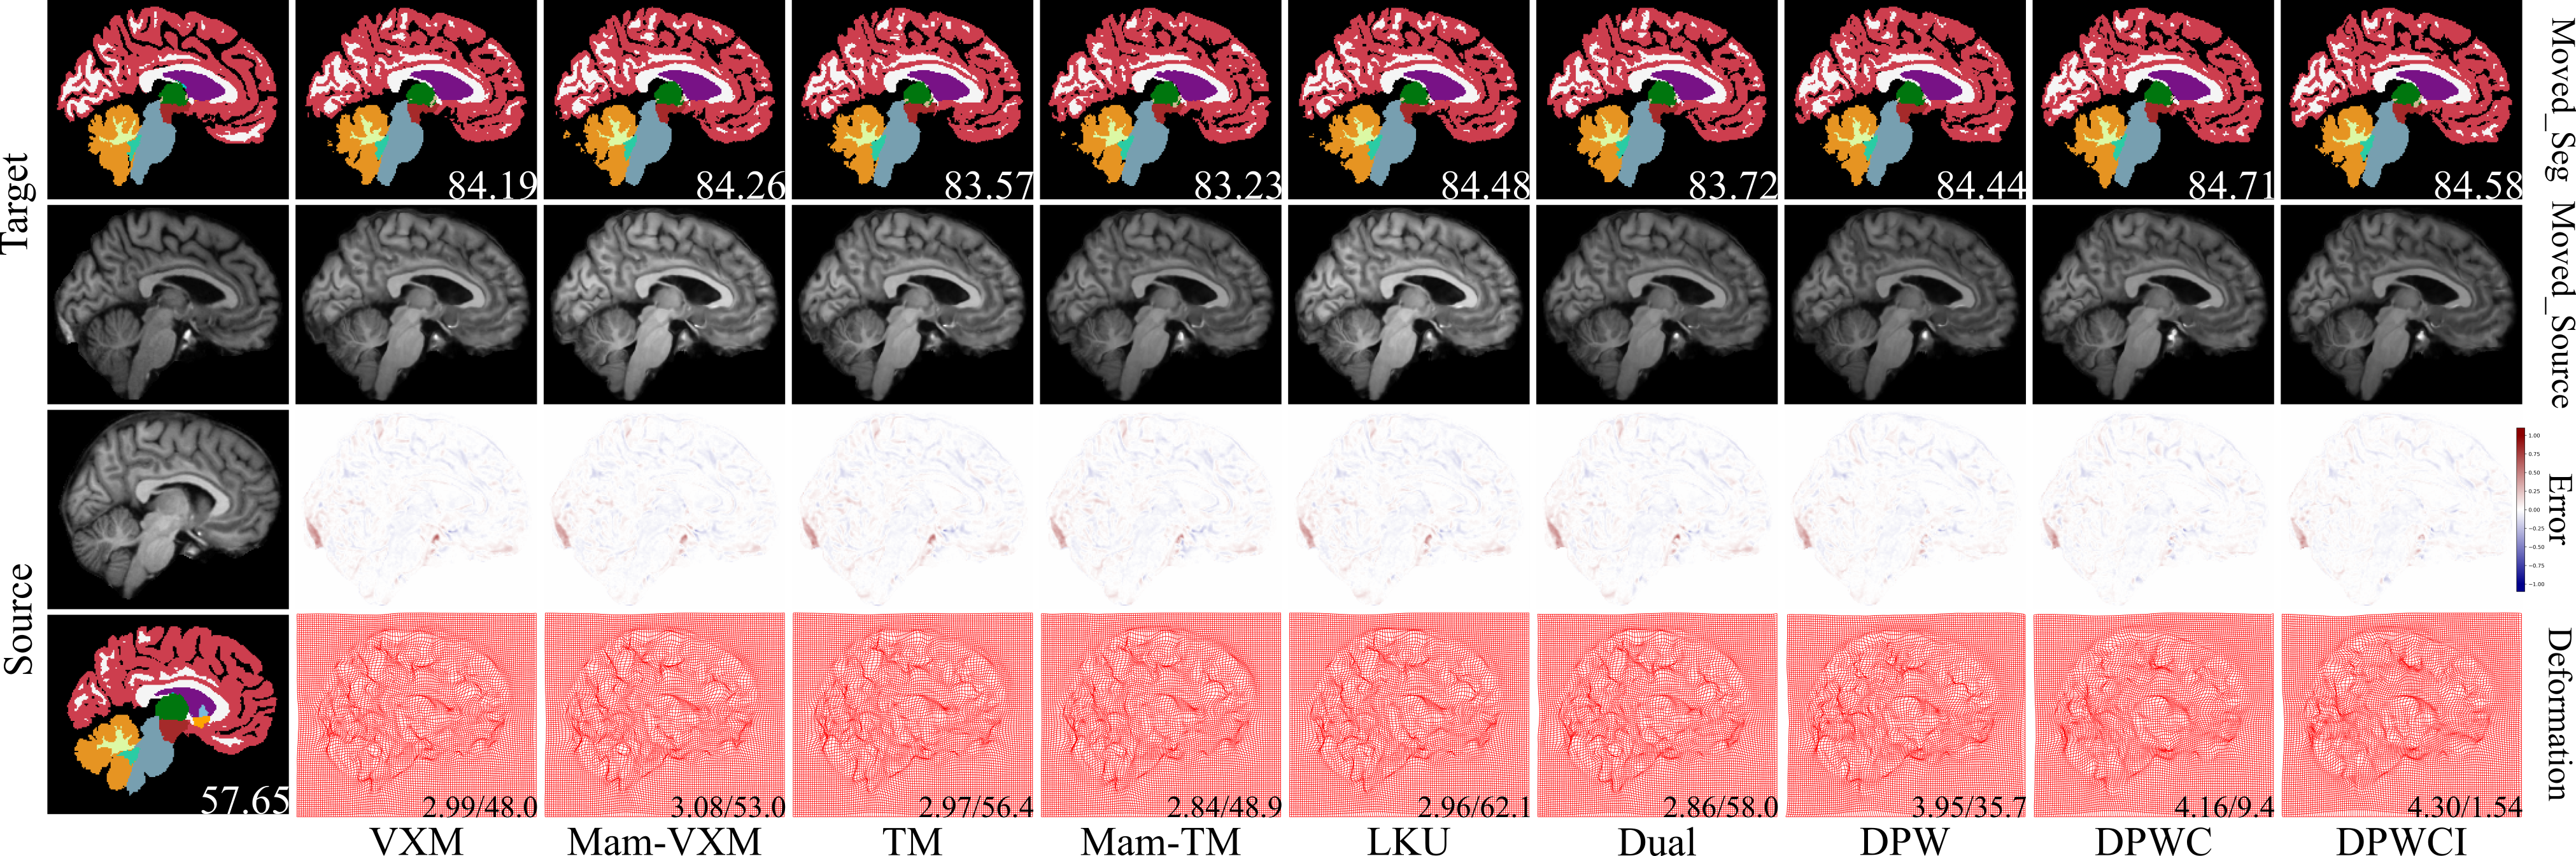 Target
84.19
84.26
83.57
83.23
84.48
83.72
84.44
84.71
84.58
Moved_Seg
Moved_Source
Source
1.00
0.75
0.50
0.25
0.00
−0.25
−0.50
−0.75
−1.00
Error
57.65
2.99/48.0
3.08/53.0
2.97/56.4
2.84/48.9
2.96/62.1
2.86/58.0
3.95/35.7
4.16/9.4
4.30/1.54
Deformation
VXM
Mam-VXM
TM
Mam-TM
LKU
Dual
DPW
DPWC
DPWCI